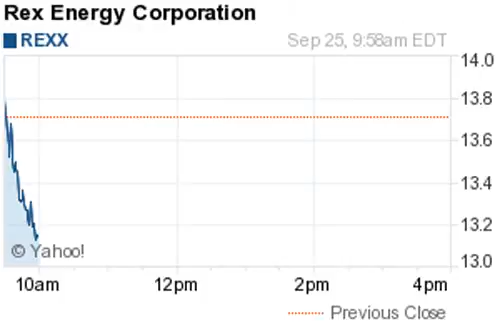 Rex Energy Corporation
REXX Sep 25, 9:58am EDT
14.0
13.8
13.6
13.4
13.2
13.0
© Yahoo!
10am 12pm 2pm 4pm
Previous Close